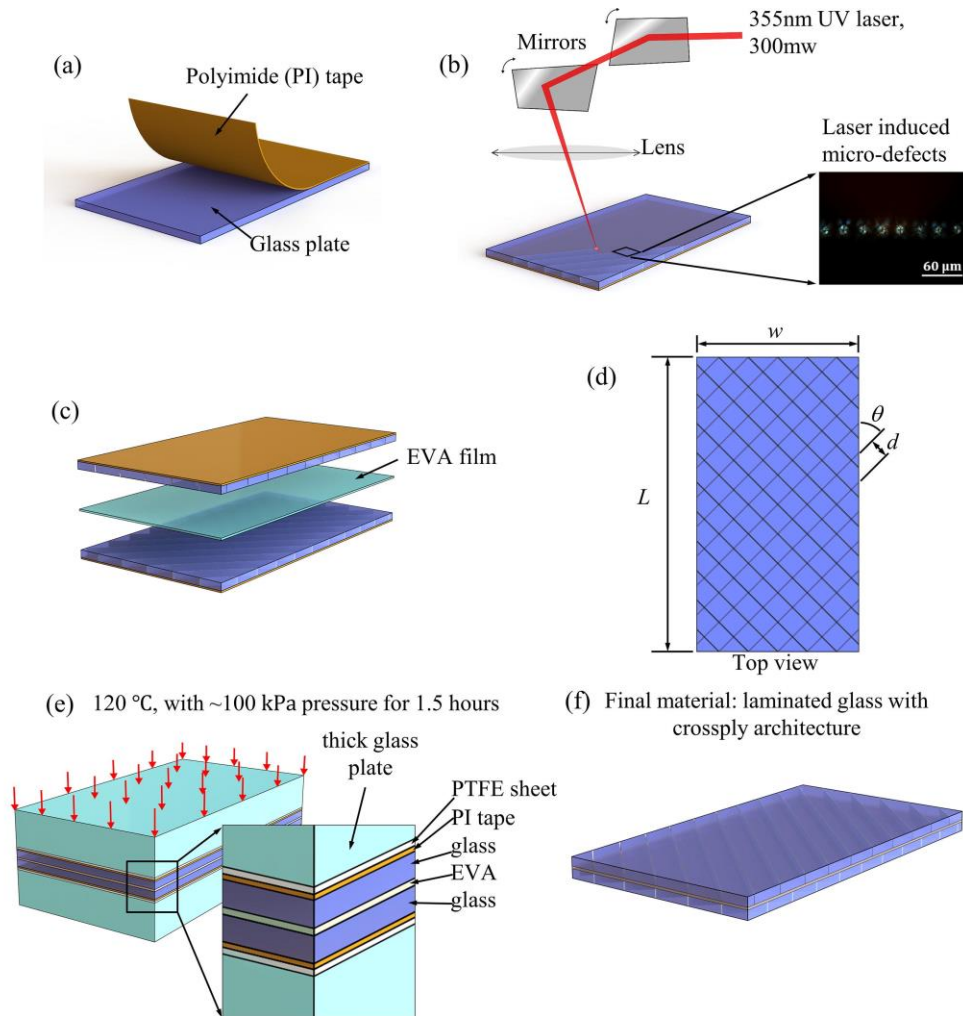 (a)
Polyimide (PI) tape
Glass plate
(b)
Mirrors
355nm UV laser,
300mw
Lens
Laser induced
micro-defects
60 μm
(c)
EVA film
(d)
w
L
θ
d
Top view
(e) 120 °C, with ~100 kPa pressure for 1.5 hours
thick glass
plate
PTFE sheet
PI tape
glass
EVA
glass
(f) Final material: laminated glass with
crossply architecture